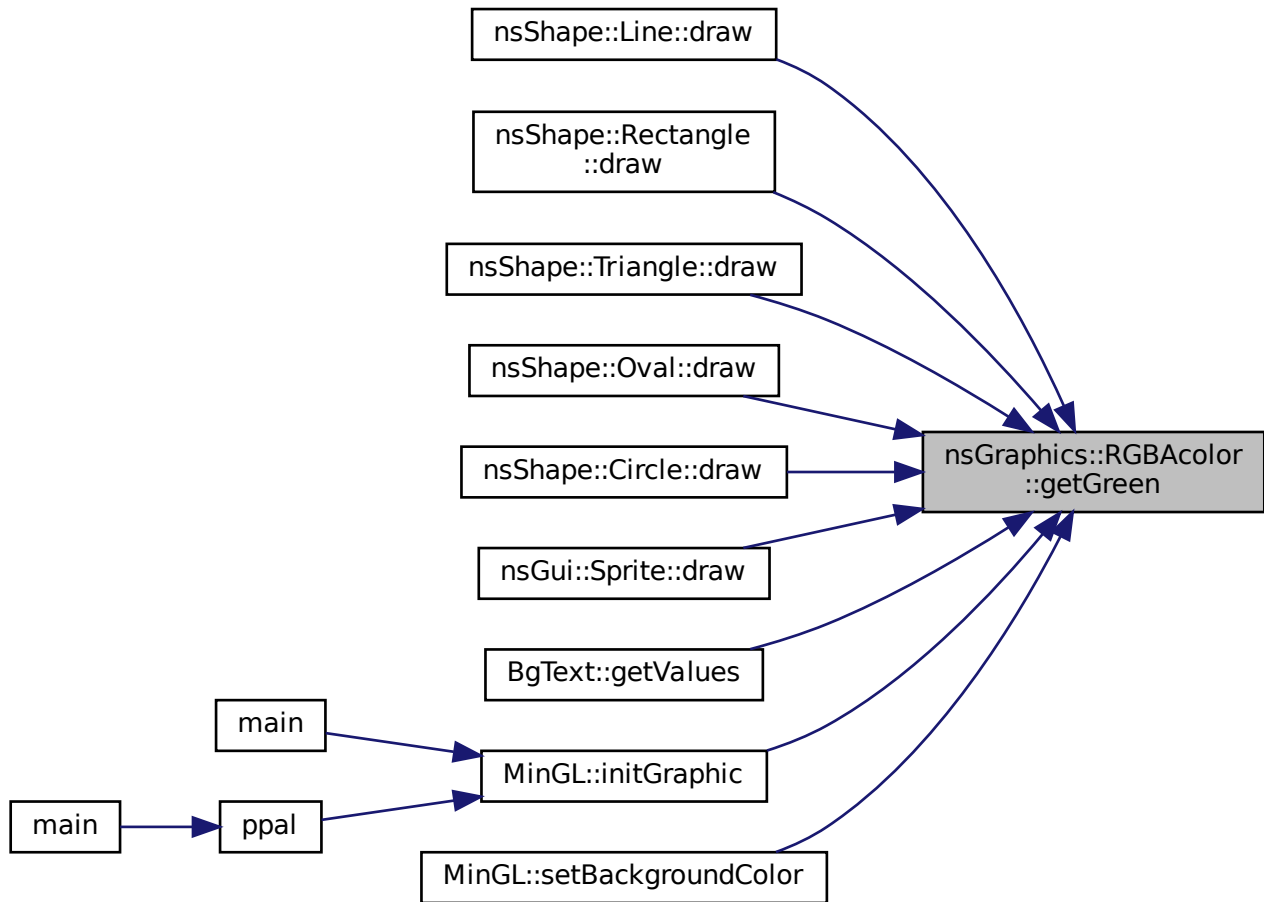 nsShape::Line::draw
nsShape::Rectangle
::draw
nsShape::Triangle::draw
nsShape::Oval::draw
nsGraphics::RGBAcolor
::getGreen
nsShape::Circle::draw
nsGui::Sprite::draw
BgText::getValues
main
MinGL::initGraphic
main
ppal
MinGL::setBackgroundColor